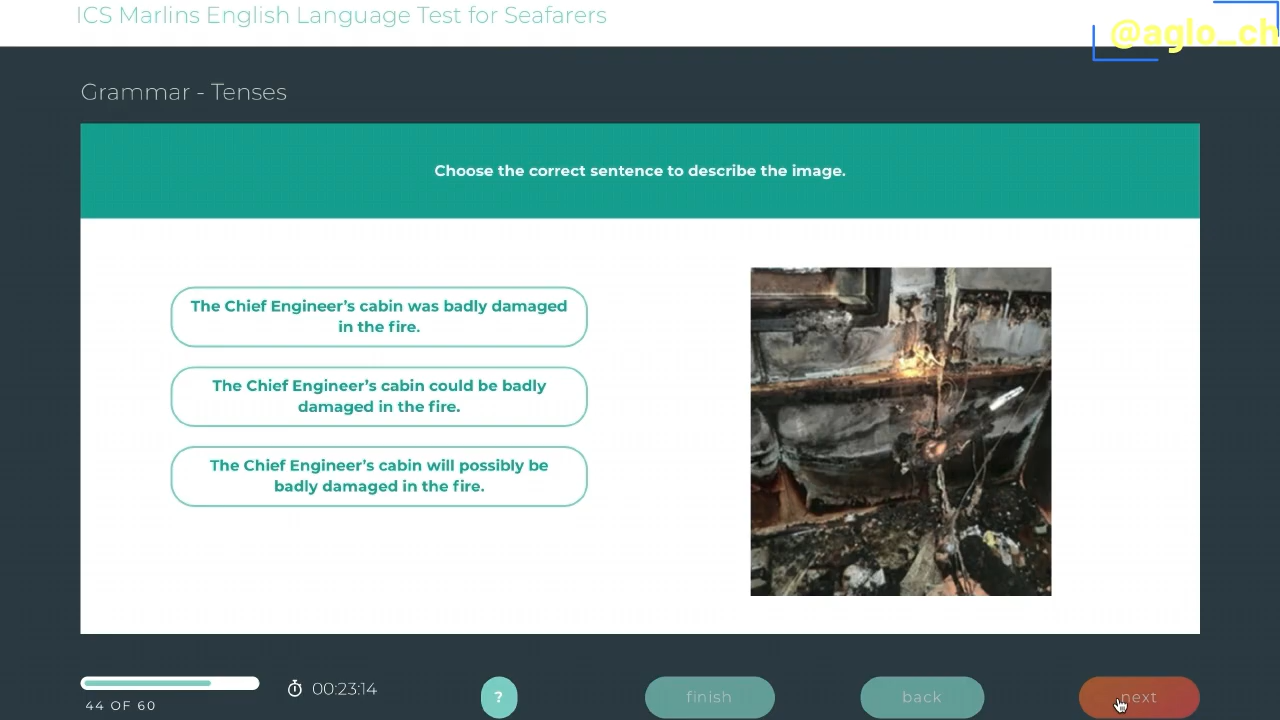 ICS Marlins English Language Test for Seafarers
@aglo_ch
Grammar - Tenses
Choose the correct sentence to describe the image.
The Chief Engineer’s cabin was badly damaged
in the fire.
The Chief Engineer’s cabin could be badly
damaged in the fire.
The Chief Engineer’s cabin will possibly be
badly damaged in the fire.
44 OF 60
00:23:14
?
finish
back
next